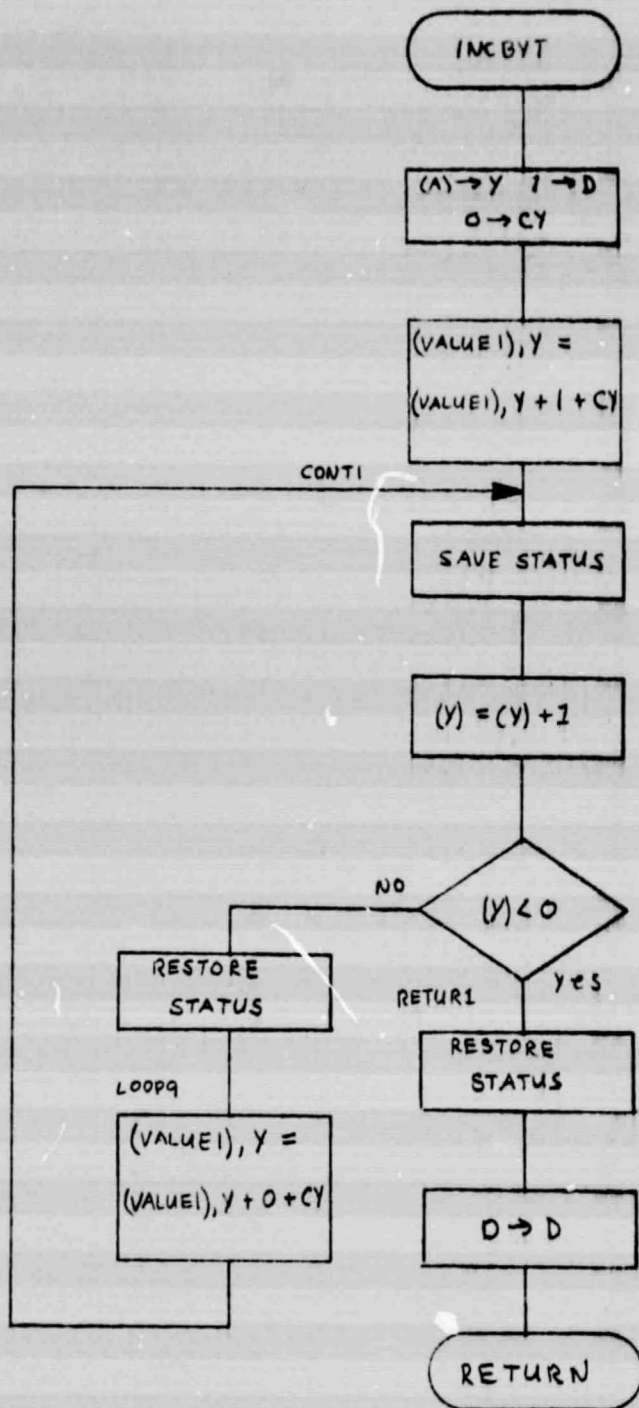 INCBYT
(A) → Y 1 → D
0 → CY
(VALUE1), Y =
(VALUE1), Y + 1 + CY
CONT1
SAVE STATUS
(Y) = (Y) + 1
NO
(Y) < 0
yes
RESTORE
STATUS
RETUR1
RESTORE
STATUS
LOOP9
(VALUE1), Y =
(VALUE1), Y + 0 + CY
0 → D
RETURN